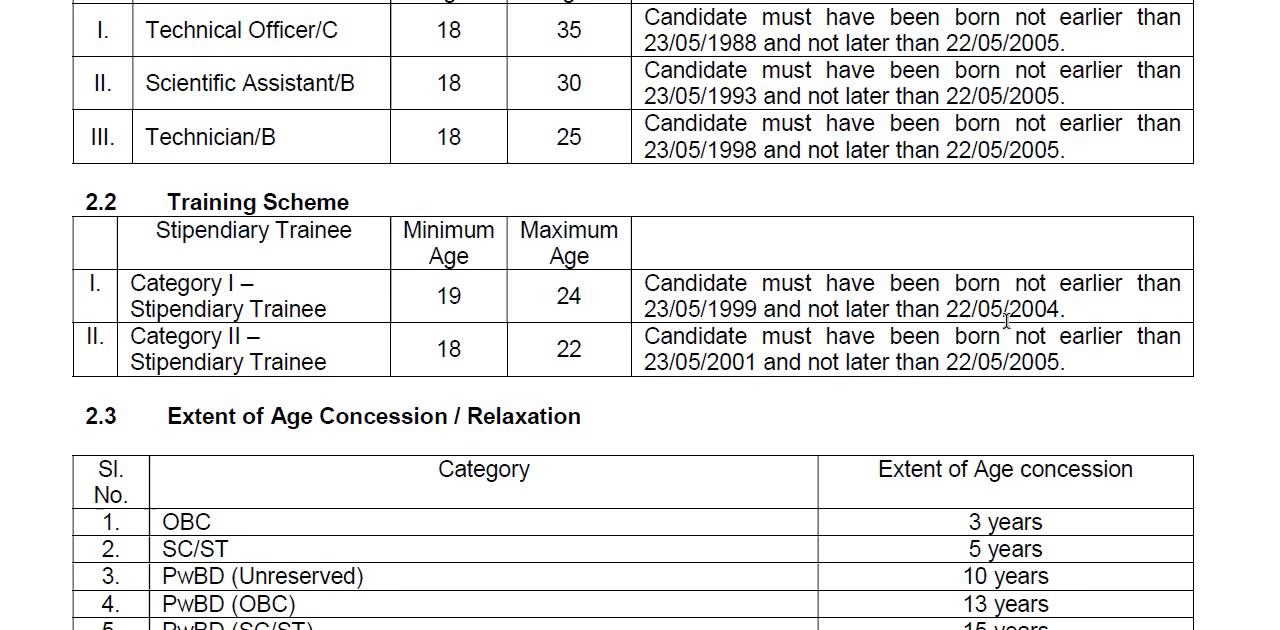 I. Technical Officer/C 18 35 Candidate must have been born not earlier than
23/05/1988 and not later than 22/05/2005.
II. Scientific Assistant/B 18 30 Candidate must have been born not earlier than
23/05/1993 and not later than 22/05/2005.
III. Technician/B 18 25 Candidate must have been born not earlier than
23/05/1998 and not later than 22/05/2005.
2.2 Training Scheme
Stipendiary Trainee Minimum Maximum
Age Age
I. Category I – Candidate must have been born not earlier than
Stipendiary Trainee 19 24 23/05/1999 and not later than 22/05/2004.
II. Category II – Candidate must have been born not earlier than
Stipendiary Trainee 18 22 23/05/2001 and not later than 22/05/2005.
2.3 Extent of Age Concession / Relaxation
Sl. Category Extent of Age concession
No.
1. OBC 3 years
2. SC/ST 5 years
3. PwBD (Unreserved) 10 years
4. PwBD (OBC) 13 years
5. PwBD (SC/ST) 15 years